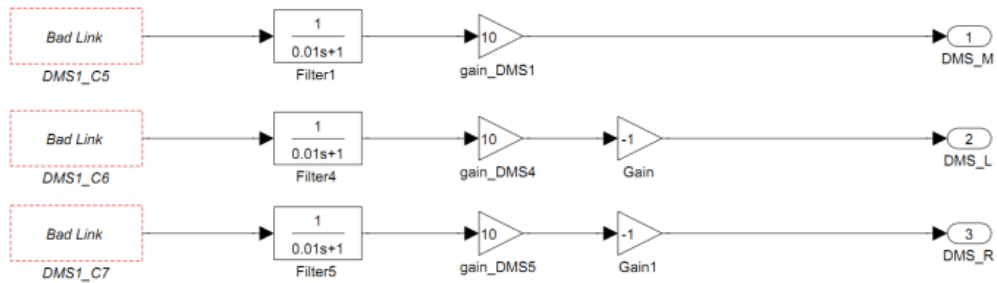 Bad Link
DMS1_C5
1
0.01s+1
Filter1
10
gain_DMS1
1
DMS_M
Bad Link
DMS1_C6
1
0.01s+1
Filter4
10
gain_DMS4
-1
Gain
2
DMS_L
Bad Link
DMS1_C7
1
0.01s+1
Filter5
10
gain_DMS5
-1
Gain1
3
DMS_R